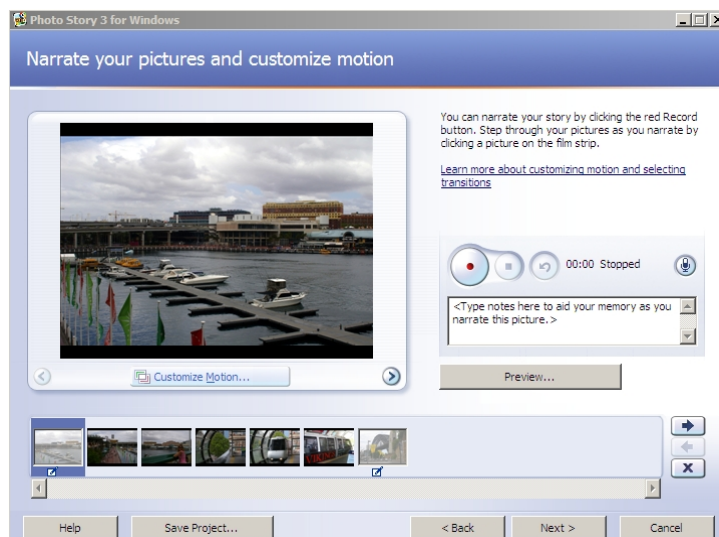 Photo Story 3 for Windows
Narrate your pictures and customize motion
You can narrate your story by clicking the red Record
button. Step through your pictures as you narrate by
clicking a picture on the film strip.
Learn more about customizing motion and selecting
transitions
00:00 Stopped
<Type notes here to aid your memory as you
narrate this picture.>
Customize Motion...
Preview...
Help
Save Project...
< Back
Next >
Cancel